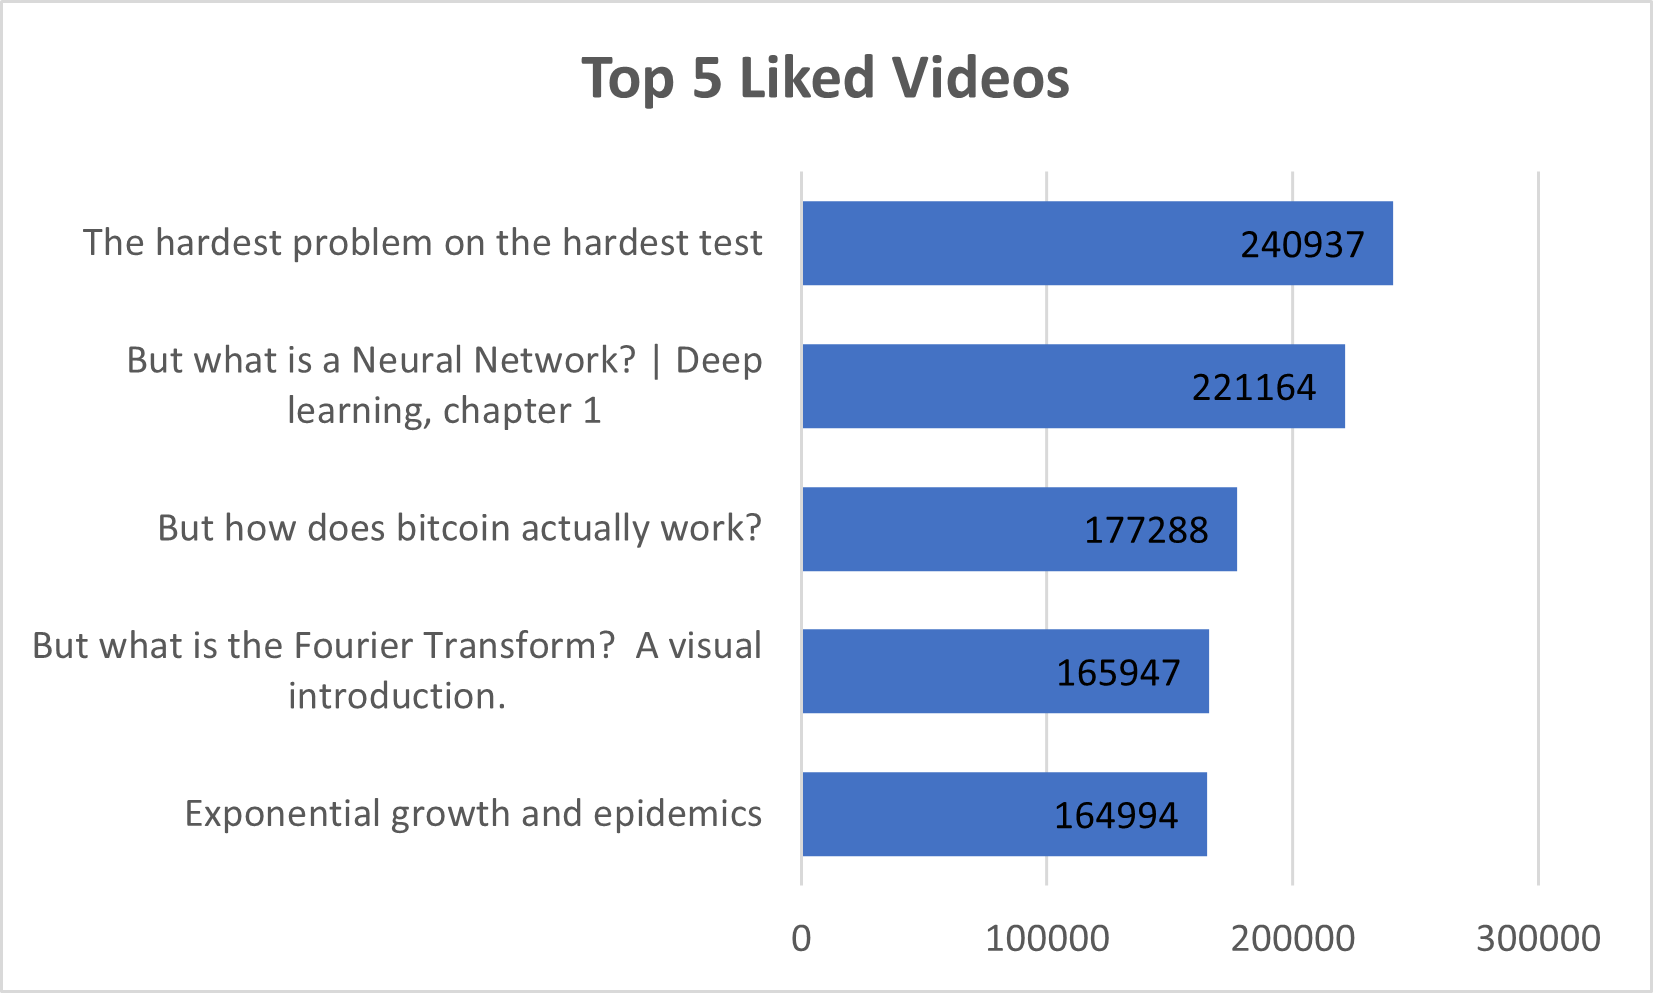 Top 5 Liked Videos
The hardest problem on the hardest test
240937
But what is a Neural Network? | Deep
learning, chapter 1
221164
But how does bitcoin actually work?
177288
But what is the Fourier Transform?  A visual
introduction.
165947
Exponential growth and epidemics
164994
0 100000 200000 300000